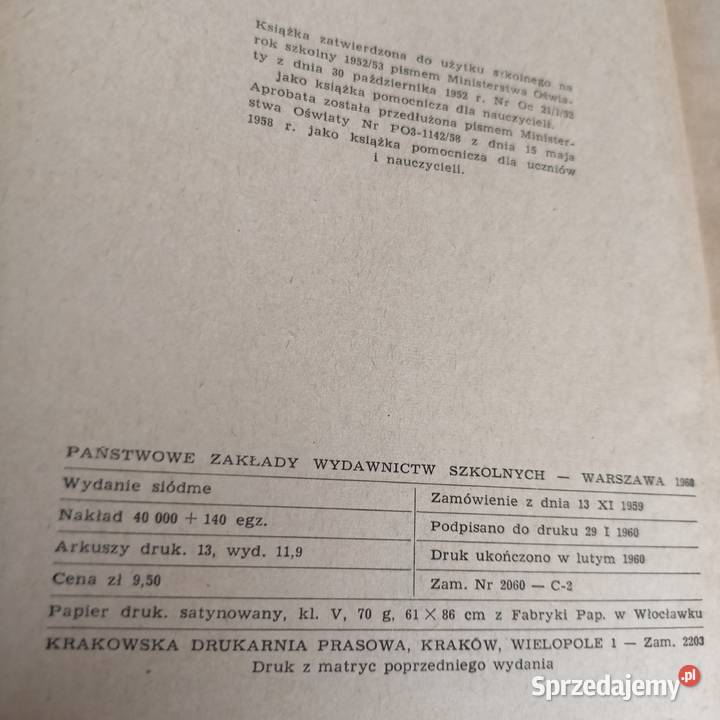 Książka zatwierdzona do użytku szkolnego na
rok szkolny 1952/53 pismem Ministerstwa Oświa-
ty z dnia 30 października 1952 r. Nr Oc 21/1/52
jako książka pomocnicza dla nauczycieli.
Aprobata została przedłużona pismem Minister-
stwa Oświaty Nr PO3-1142/58 z dnia 15 maja
1958 r. jako książka pomocnicza dla uczniów
i nauczycieli.
PAŃSTWOWE ZAKŁADY WYDAWNICTW SZKOLNYCH — WARSZAWA 1960
Wydanie siódme
Nakład 40 000 + 140 egz.
Arkuszy druk. 13, wyd. 11,9
Cena zł 9,50
Zamówienie z dnia 13 XI 1959
Podpisano do druku 29 I 1960
Druk ukończono w lutym 1960
Zam. Nr 2060 — C-2
Papier druk. satynowany, kl. V, 70 g, 61 × 86 cm z Fabryki Pap. w Włocławku
KRAKOWSKA DRUKARNIA PRASOWA, KRAKÓW, WIELOPOLE 1 — Zam. 2203
Druk z matryc poprzedniego wydania
Sprzedajemy.pl